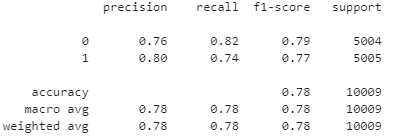 precision recall f1-score support
0 0.76 0.82 0.79 5004
1 0.80 0.74 0.77 5005
accuracy 0.78 10009
macro avg 0.78 0.78 0.78 10009
weighted avg 0.78 0.78 0.78 10009